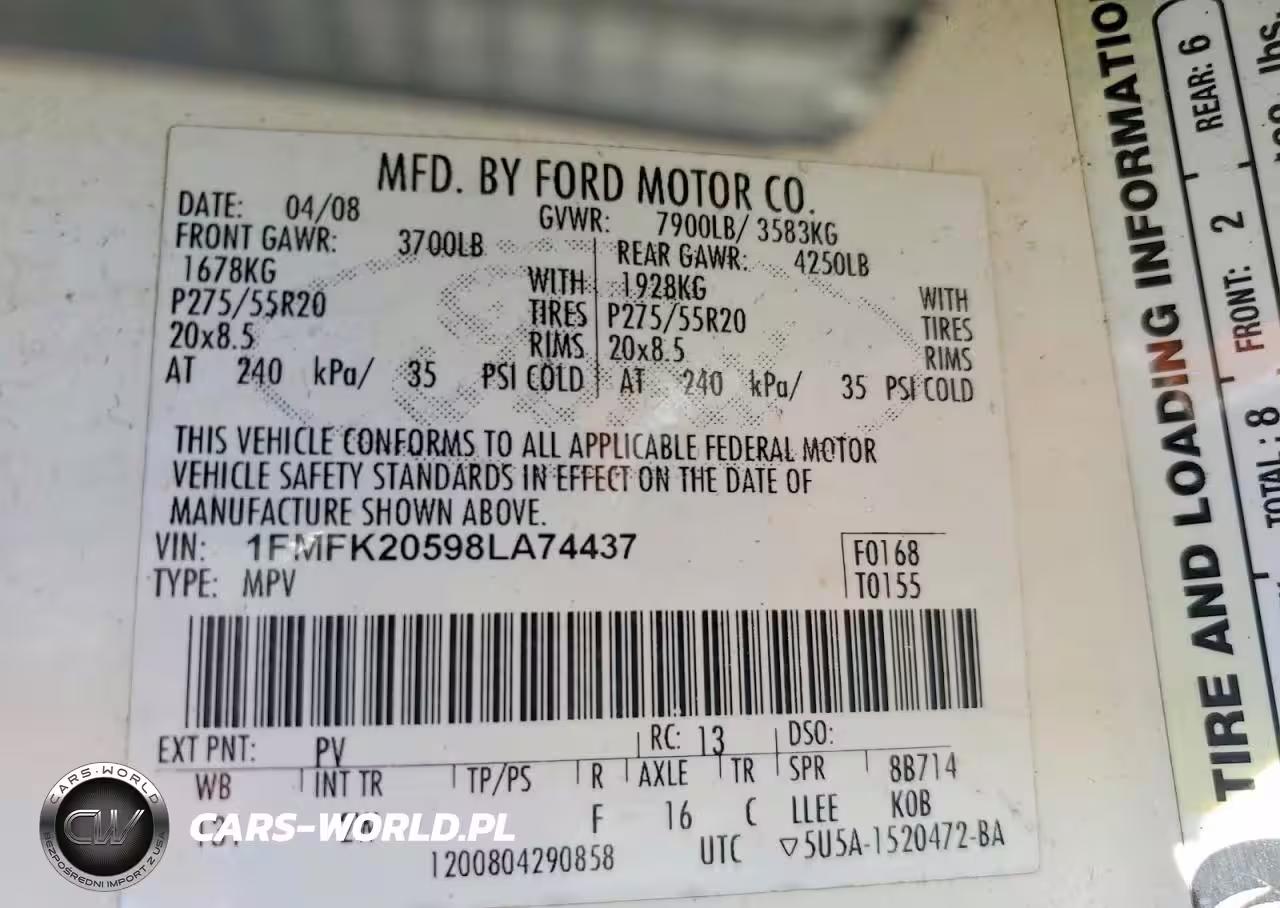 MFD. BY FORD MOTOR CO.
DATE: 04/08 GVWR: 7900LB/ 3583KG
FRONT GAWR: 3700LB REAR GAWR: 4250LB
1678KG WITH 1928KG WITH
P275/55R20 TIRES P275/55R20 TIRES
20x8.5 RIMS 20x8.5 RIMS
AT 240 kPa/ 35 PSI COLD AT 240 kPa/ 35 PSI COLD
THIS VEHICLE CONFORMS TO ALL APPLICABLE FEDERAL MOTOR
VEHICLE SAFETY STANDARDS IN EFFECT ON THE DATE OF
MANUFACTURE SHOWN ABOVE.
VIN: 1FMFK20598LA74437 F0168
TYPE: MPV T0155
EXT PNT: PV RC: 13 DSO:
WB INT TR TP/PS R AXLE TR SPR 8B714
F 16 C LLEE K0B
1200804290858 UTC ▽5U5A-1520472-BA
TIRE AND LOADING INFORMATIO
TOTAL: 8 FRONT: 2 REAR: 6
lbs.
CARS-WORLD
CW
BEZPOŚREDNI IMPORT Z USA
CARS-WORLD.PL